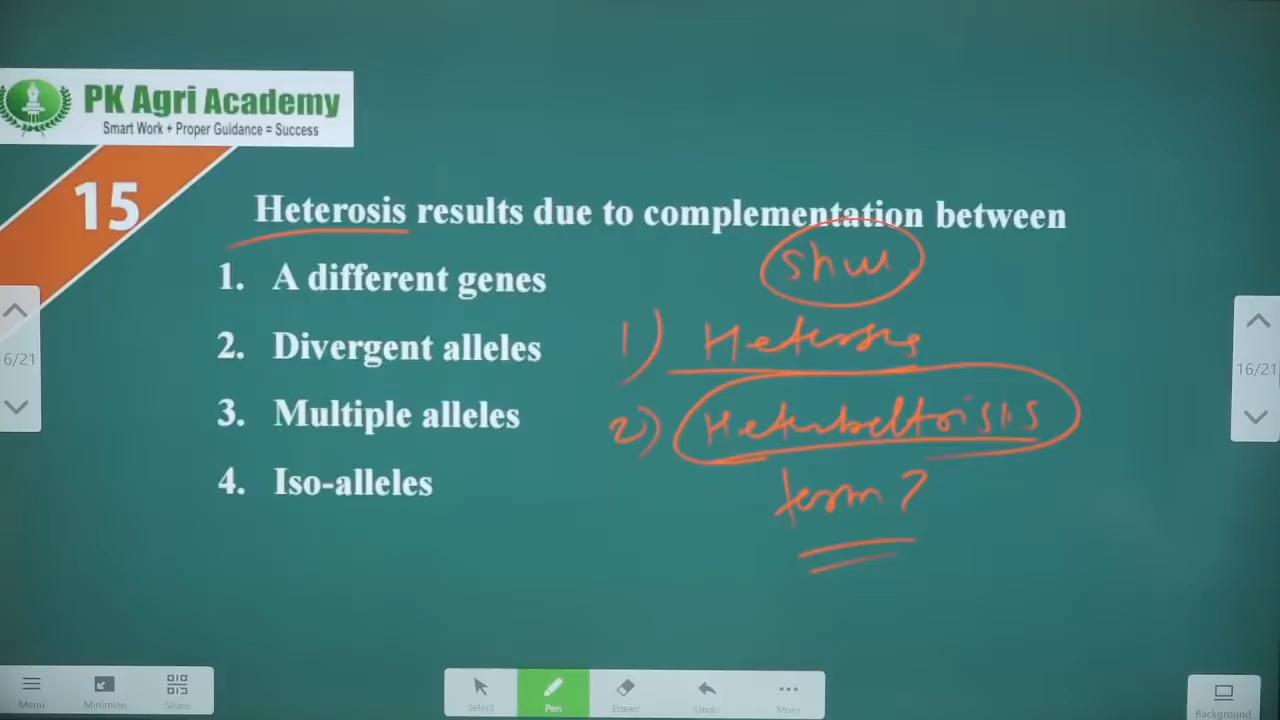 PK Agri Academy
Smart Work + Proper Guidance = Success
15
Heterosis results due to complementation between
1. A different genes
2. Divergent alleles
3. Multiple alleles
4. Iso-alleles
1) Heterosis
2)
term?
6/21
16/21
Menu
Minimize
Share
Select
Pen
Eraser
Undo
More
Background